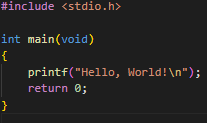 #include <stdio.h>
int main(void)
{
    printf("Hello, World!\n");
    return 0;
}